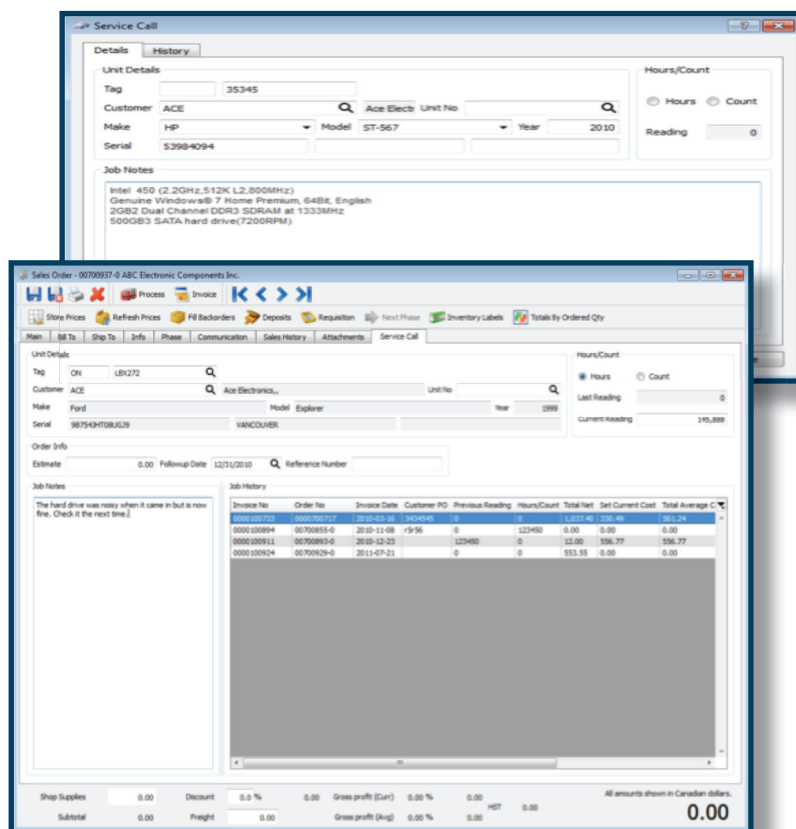 Service Call
Details History
Unit Details
Hours/Count
Tag 35345
Customer ACE Ace Electr Unit No
Hours Count
Make HP Model ST-567 Year 2010
Reading 0
Serial 53984094
Job Notes
Intel 450 (2.2GHz,512K L2,800MHz)
Genuine Windows® 7 Home Premium, 64Bit, English
2GB2 Dual Channel DDR3 SDRAM at 1333MHz
500GB3 SATA hard drive(7200RPM)
Sales Order - 00700937-0 ABC Electronic Components Inc.
Process Invoice
Store Prices Refresh Prices Fill Backorders Deposits Requisition Next Phase Inventory Labels Totals By Ordered Qty
Main Bill To Ship To Info Phase Communication Sales History Attachments Service Call
Unit Details
Hours/Count
Tag ON LBX272
Hours Count
Customer ACE Ace Electronics,,, Unit No
Last Reading 0
Make Ford Model Explorer Year 1999
Current Reading 145,888
Serial VANCOUVER
Order Info
Estimate 0.00 Followup Date 12/31/2010 Reference Number
Job Notes
Job History
The hard drive was noisy when it came in but is now
fine. Check it the next time.
Invoice No Order No Invoice Date Customer PO Previous Reading Hours/Count Total Net Set Current Cost Total Average C
0000100733 0000700717 2010-03-16 3434545 0 0 1,037.40 330.46 561.24
0000100894 00700855-0 2010-11-08 r5r56 0 123450 0.00 0.00 0.00
0000100911 00700893-0 2010-12-23 123450 0 12.00 556.77 556.77
0000100924 00700929-0 2011-07-21 0 0 553.55 0.00 0.00
Shop Supplies 0.00 Discount 0.0 % 0.00 Gross profit (Curr) 0.00 % 0.00
All amounts shown in Canadian dollars.
HST 0.00
Subtotal 0.00 Freight 0.00 Gross profit (Avg) 0.00 % 0.00
0.00